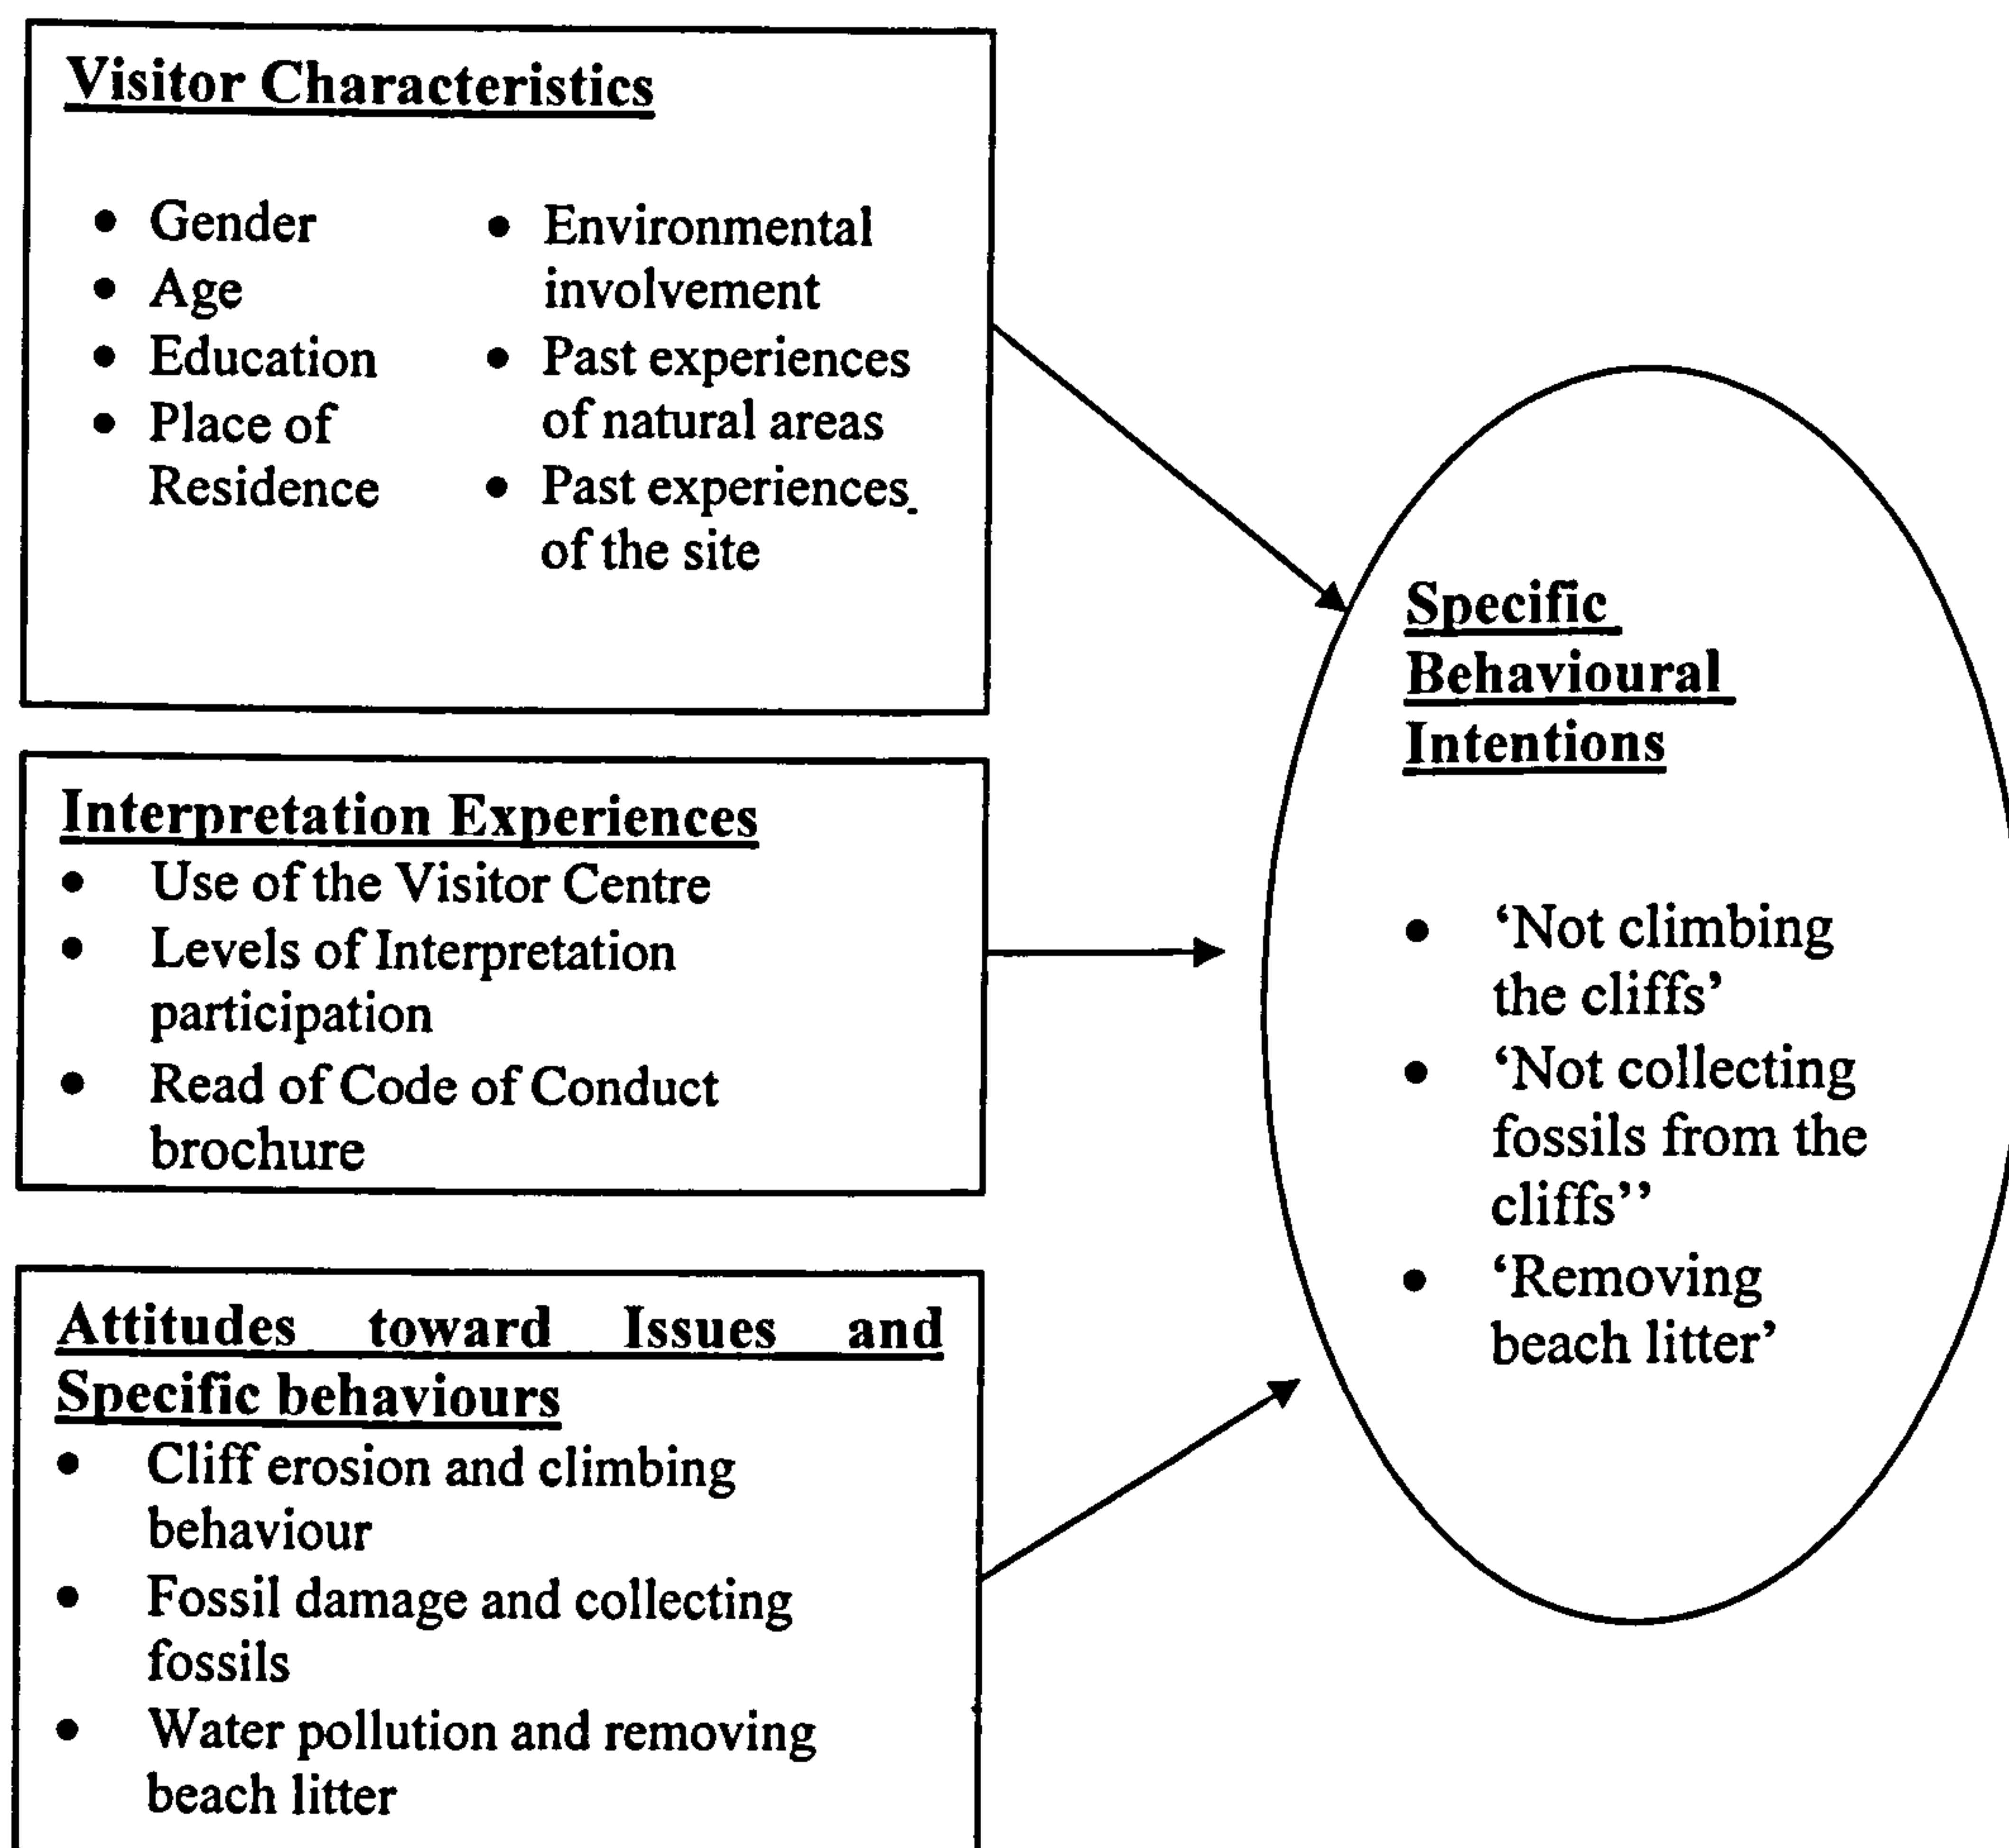 Visitor Characteristics
• Gender
• Age
• Education
• Place of
Residence
• Environmental
involvement
• Past experiences
of natural areas
• Past experiences
of the site
Interpretation Experiences
• Use of the Visitor Centre
• Levels of Interpretation
participation
• Read of Code of Conduct
brochure
Attitudes toward Issues and
Specific behaviours
• Cliff erosion and climbing
behaviour
• Fossil damage and collecting
fossils
• Water pollution and removing
beach litter
Specific
Behavioural
Intentions
• ‘Not climbing
the cliffs’
• ‘Not collecting
fossils from the
cliffs’’
• ‘Removing
beach litter’